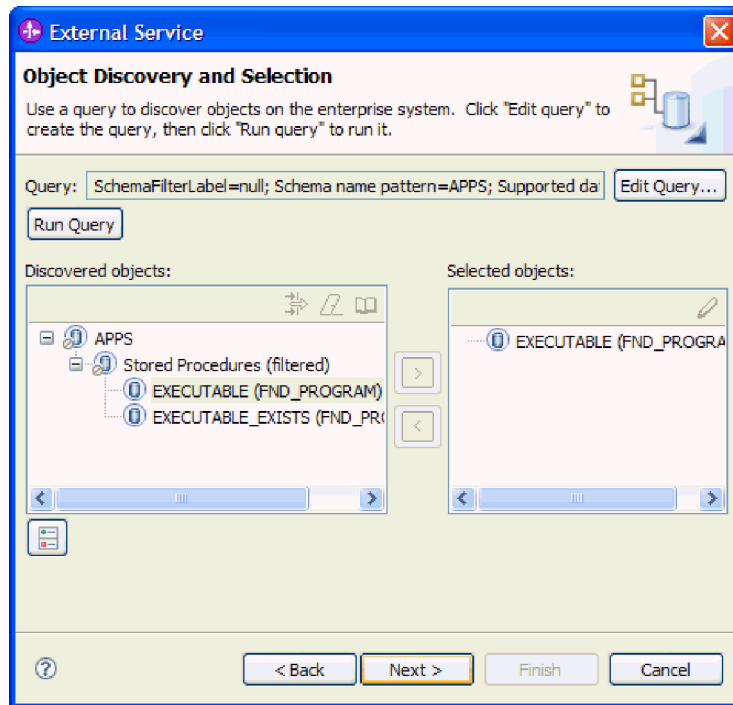 External Service
Object Discovery and Selection
Use a query to discover objects on the enterprise system.  Click "Edit query" to
create the query, then click "Run query" to run it.
Query: SchemaFilterLabel=null; Schema name pattern=APPS; Supported da Edit Query...
Run Query
Discovered objects:
Selected objects:
APPS
Stored Procedures (filtered)
EXECUTABLE (FND_PROGRAM)
EXECUTABLE_EXISTS (FND_PR
EXECUTABLE (FND_PROGRA
>
<
? < Back Next > Finish Cancel